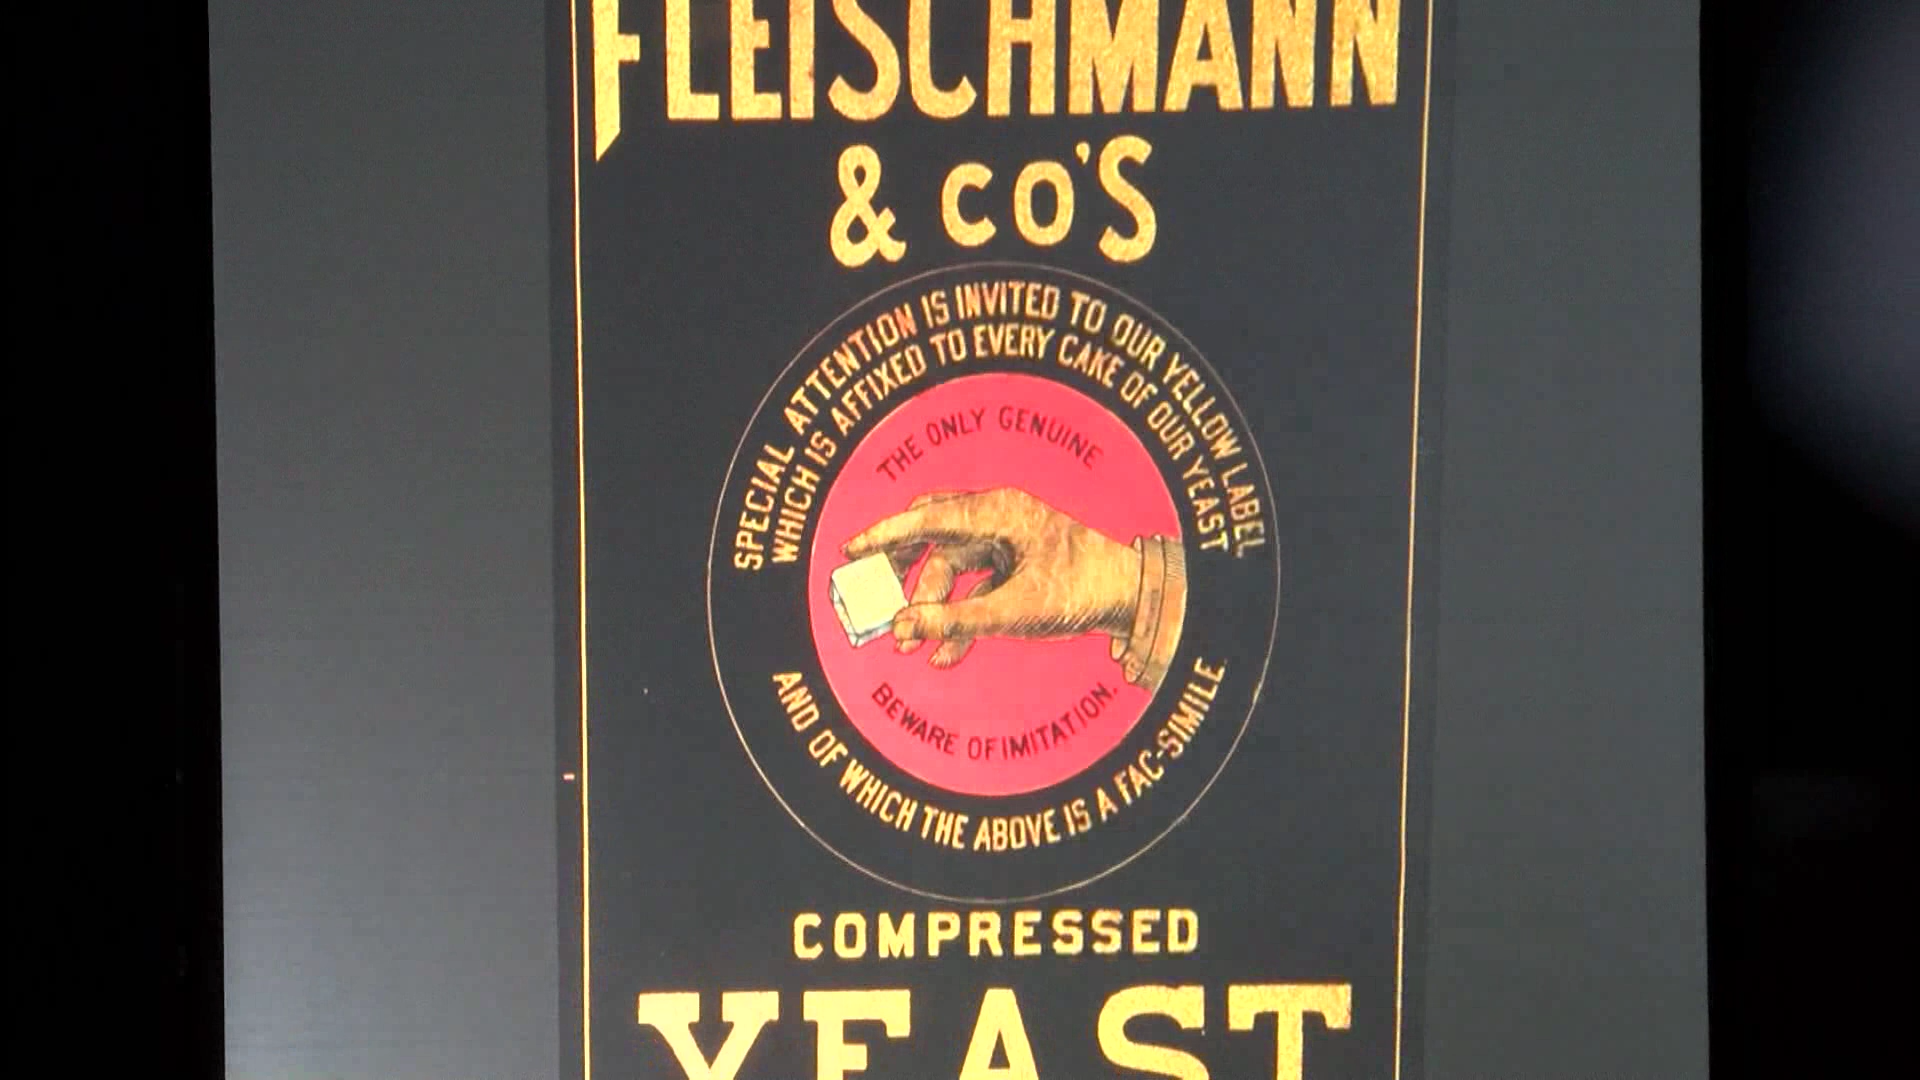 FLEISCHMANN
& CO'S
SPECIAL ATTENTION IS INVITED TO OUR YELLOW LABEL
WHICH IS AFFIXED TO EVERY CAKE OF OUR YEAST
THE ONLY GENUINE
BEWARE OF IMITATION.
AND OF WHICH THE ABOVE IS A FAC-SIMILE.
COMPRESSED
YEAST